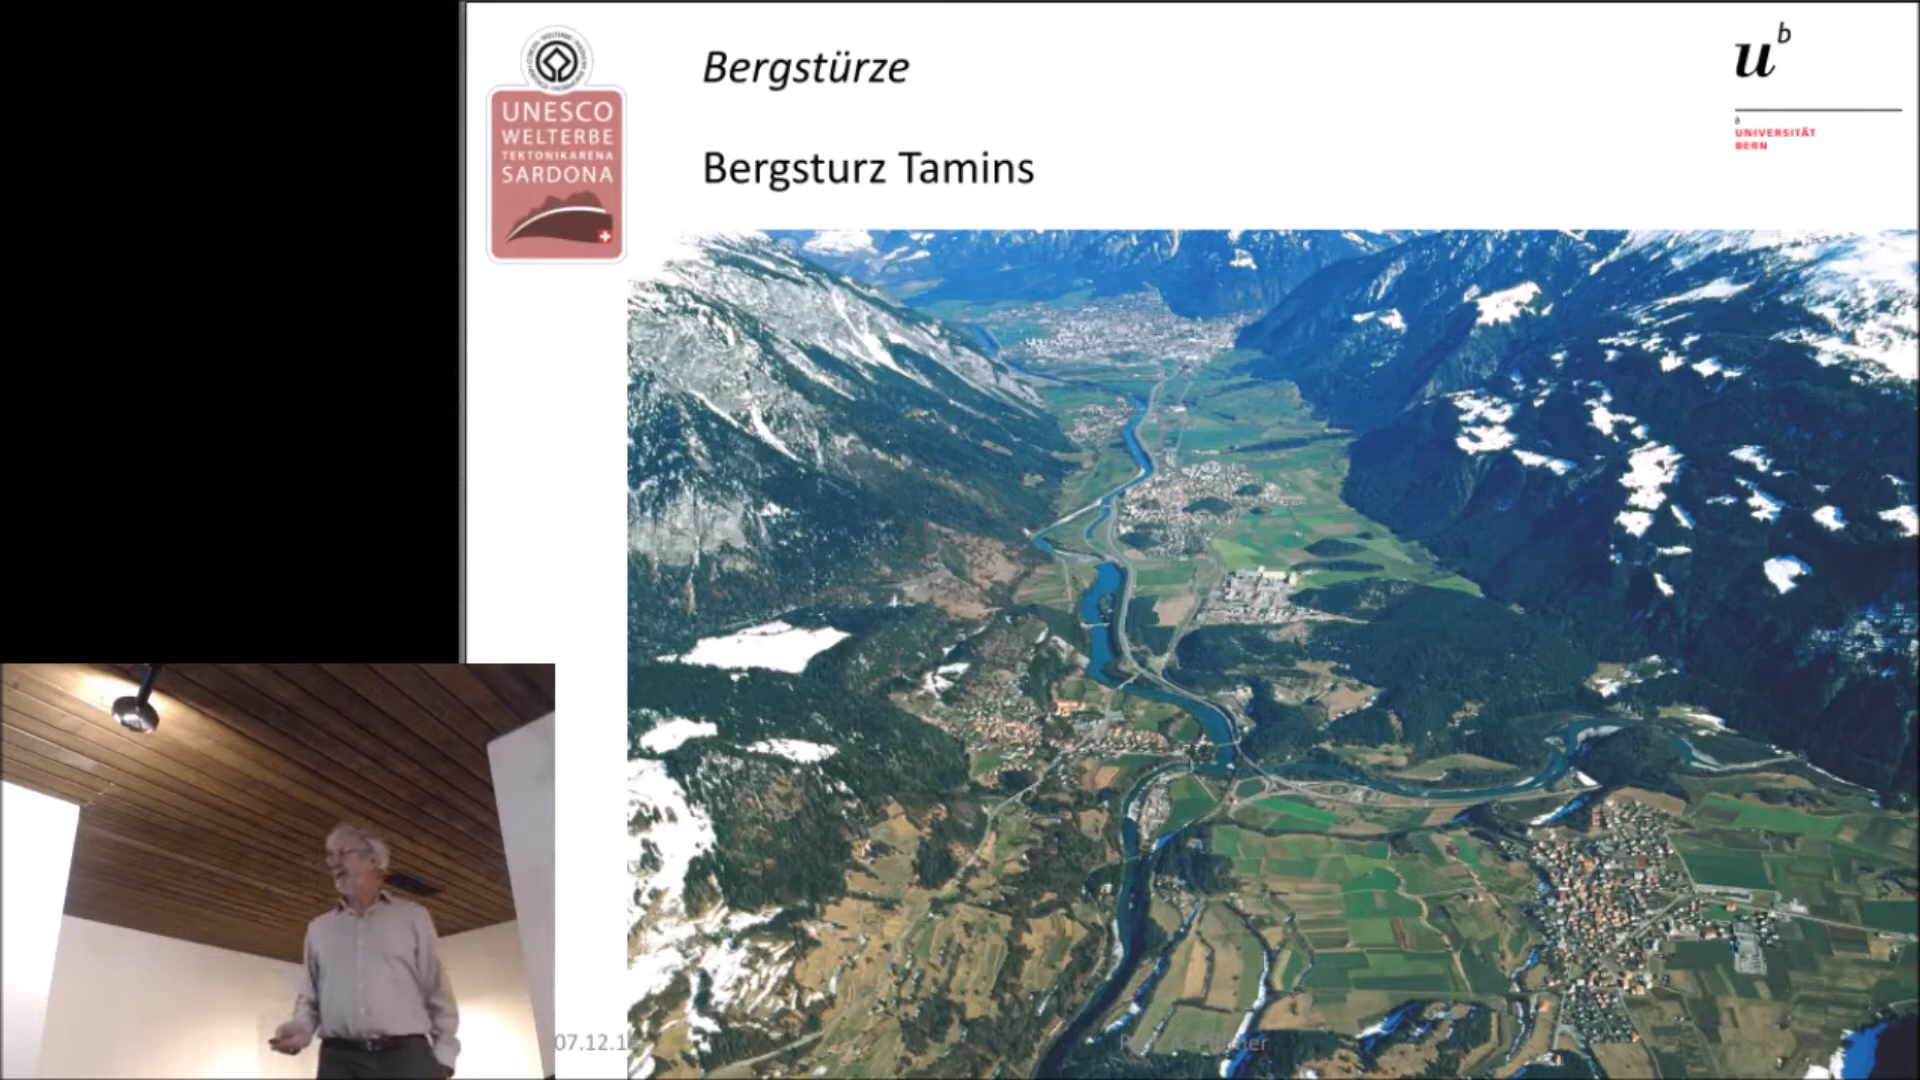 Bergstürze
Bergsturz Tamins
UNESCO
WELTERBE
TEKTONIKARENA
SARDONA
u
b
b
UNIVERSITÄT
BERN
07.12.1